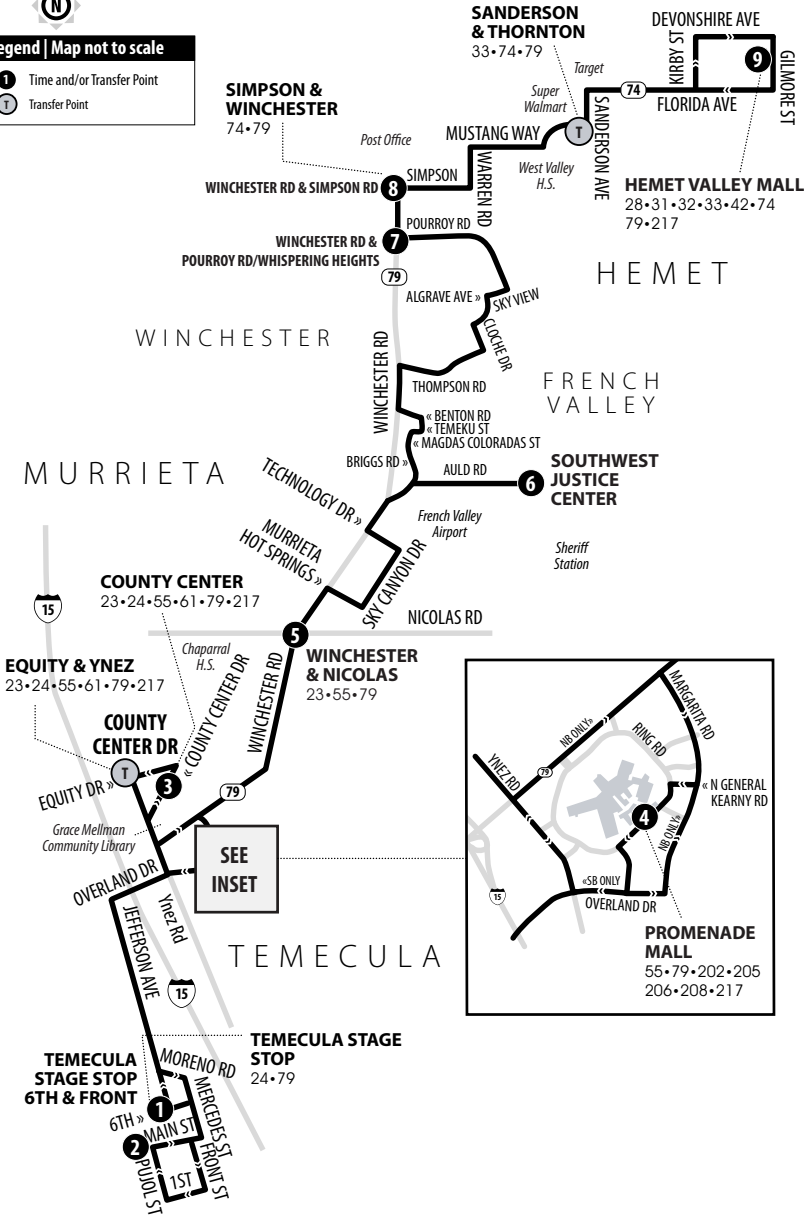 N
egend | Map not to scale
1 Time and/or Transfer Point
T Transfer Point
SANDERSON
& THORNTON
33•74•79
DEVONSHIRE AVE
KIRBY ST
9
GILMORE ST
Target
Super
Walmart
74
FLORIDA AVE
SANDERSON AVE
SIMPSON &
WINCHESTER
74•79
Post Office
MUSTANG WAY
T
West Valley
H.S.
WARREN RD
SIMPSON
WINCHESTER RD & SIMPSON RD
8
HEMET VALLEY MALL
28•31•32•33•42•74
79•217
POURROY RD
WINCHESTER RD &
POURROY RD/WHISPERING HEIGHTS
7
79
HEMET
ALGRAVE AVE »
SKY VIEW
CLOCHE DR
WINCHESTER
WINCHESTER RD
THOMPSON RD
FRENCH
VALLEY
« BENTON RD
« TEMEKU ST
« MAGDAS COLORADAS ST
BRIGGS RD »
AULD RD
6
SOUTHWEST
JUSTICE
CENTER
MURRIETA
TECHNOLOGY DR »
French Valley
Airport
Sheriff
Station
MURRIETA
HOT SPRINGS »
SKY CANYON DR
15
COUNTY CENTER
23•24•55•61•79•217
NICOLAS RD
5
Chaparral
H.S.
WINCHESTER
& NICOLAS
23•55•79
EQUITY & YNEZ
23•24•55•61•79•217
« COUNTY CENTER DR
WINCHESTER RD
COUNTY
CENTER DR
T
EQUITY DR »
3
79
Grace Mellman
Community Library
SEE
INSET
OVERLAND DR
Ynez Rd
JEFFERSON AVE
TEMECULA
15
MARGARITA RD
NB ONLY»
RING RD
YNEZ RD
79
« N GENERAL
KEARNY RD
4
NB ONLY»
«SB ONLY
OVERLAND DR
15
PROMENADE
MALL
55•79•202•205
206•208•217
TEMECULA STAGE
STOP
24•79
TEMECULA
STAGE STOP
6TH & FRONT
MORENO RD
MERCEDES ST
1
6TH »
MAIN ST
2
PUJOL ST
1ST
FRONT ST